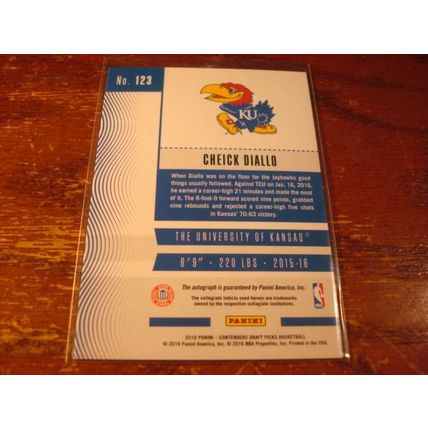 No. 123
KU
CHEICK DIALLO
When Diallo was on the floor for the Jayhawks good
things usually followed. Against TCU on Jan. 16, 2016,
he earned a career-high 21 minutes and made the most
of it. The 6-foot-9 forward scored nine points, grabbed
nine rebounds and rejected a career-high five shots
in Kansas' 70-63 victory.
THE UNIVERSITY OF KANSAS®
6'9" • 220 LBS • 2015-16
The autograph is guaranteed by Panini America, Inc.
The collegiate indicia used herein are trademarks
owned by the respective collegiate institutions.
PANINI
2016 PANINI – CONTENDERS DRAFT PICKS BASKETBALL
© 2016 Panini America, Inc. © 2016 NBA Properties, Inc. Printed in the USA.